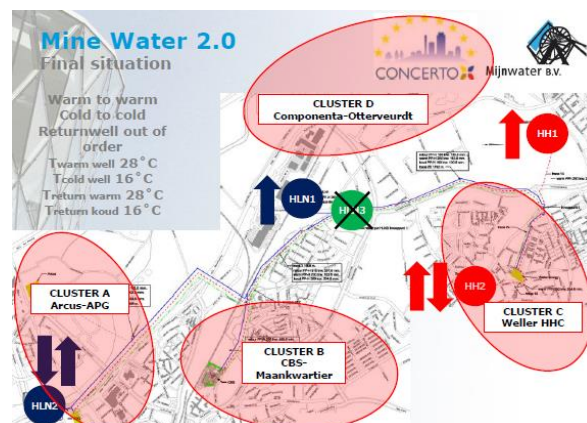 Mine Water 2.0
Final situation
Warm to warm
Cold to cold
Returnwell out of
order
Twarm well 28°C
Tcold well 16°C
Treturn warm 28°C
Treturn koud 16°C
CONCERTO
Mijnwater B.V.
CLUSTER D
Componenta-Otterveurdt
HH1
HLN1
HLN3
HH2
CLUSTER A
Arcus-APG
CLUSTER C
Weller HHC
CLUSTER B
CBS-
Maankwartier
HLN2